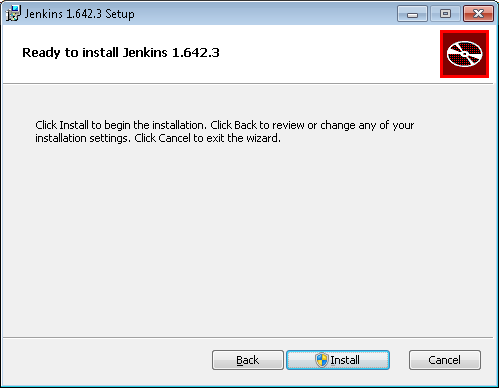 Jenkins 1.642.3 Setup
Ready to install Jenkins 1.642.3
Click Install to begin the installation. Click Back to review or change any of your
installation settings. Click Cancel to exit the wizard.
Back Install Cancel